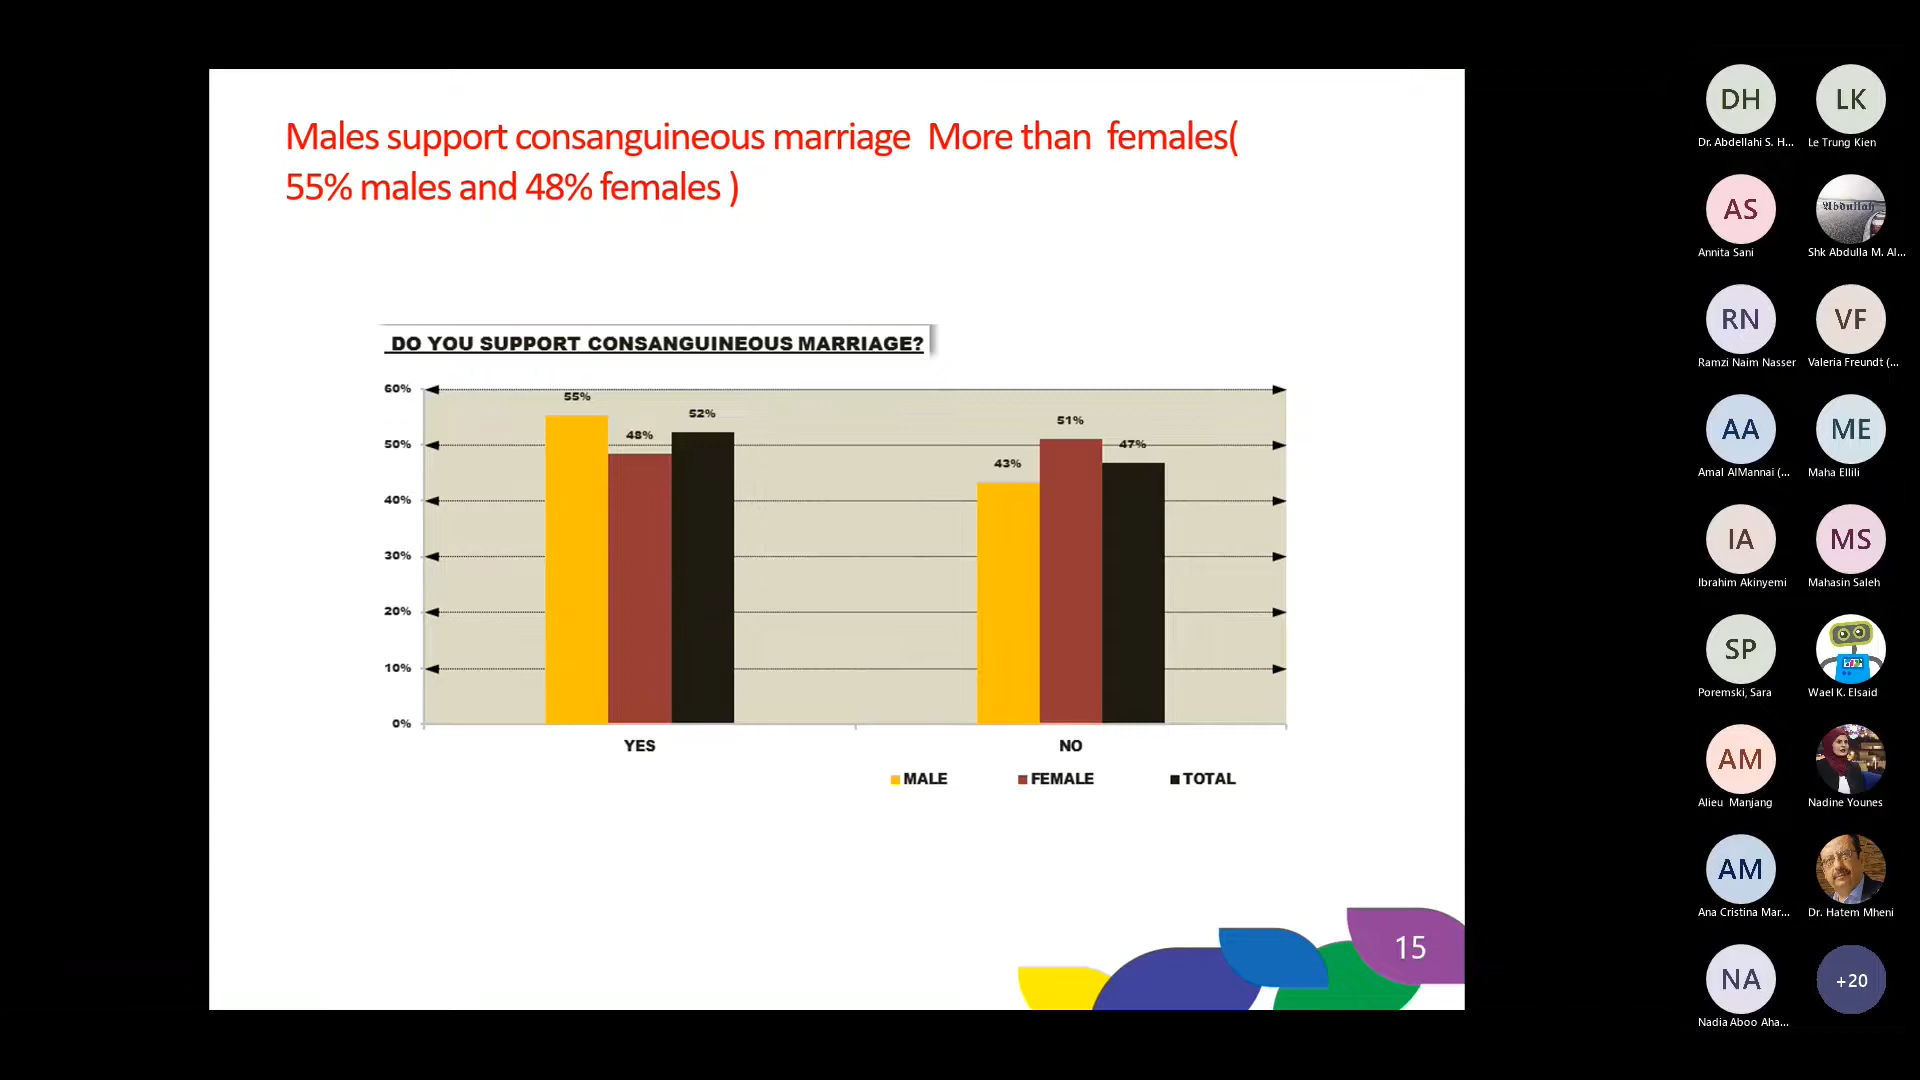 Males support consanguineous marriage  More than  females(
55% males and 48% females )
DO YOU SUPPORT CONSANGUINEOUS MARRIAGE?
60%
50%
40%
30%
20%
10%
0%
55%
48%
52%
43%
51%
47%
YES
NO
MALE
FEMALE
TOTAL
15
DH
Dr. Abdellahi S. H...
LK
Le Trung Kien
AS
Annita Sani
Abdullah
Shk Abdulla M. Al...
RN
Ramzi Naim Nasser
VF
Valeria Freundt (...
AA
Amal AlMannai (...
ME
Maha Ellili
IA
Ibrahim Akinyemi
MS
Mahasin Saleh
SP
Poremski, Sara
Wael K. Elsaid
AM
Alieu  Manjang
Nadine Younes
AM
Ana Cristina Mar...
Dr. Hatem Mheni
NA
Nadia Aboo Aha...
+20